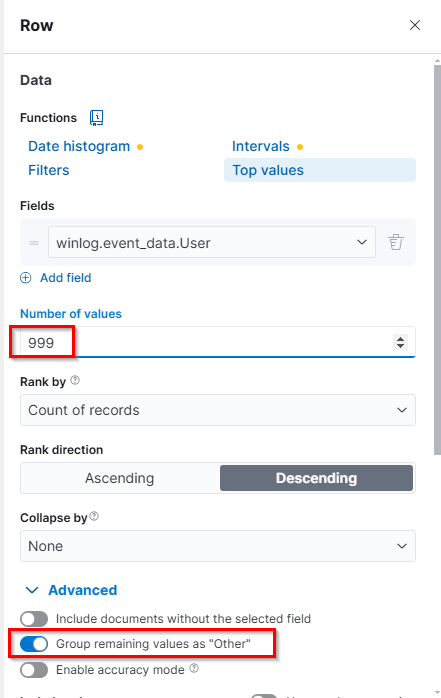 Row
Data
Functions
Date histogram Intervals
Filters Top values
Fields
winlog.event_data.User
Add field
Number of values
999
Rank by
Count of records
Rank direction
Ascending Descending
Collapse by
None
Advanced
Include documents without the selected field
Group remaining values as "Other"
Enable accuracy mode